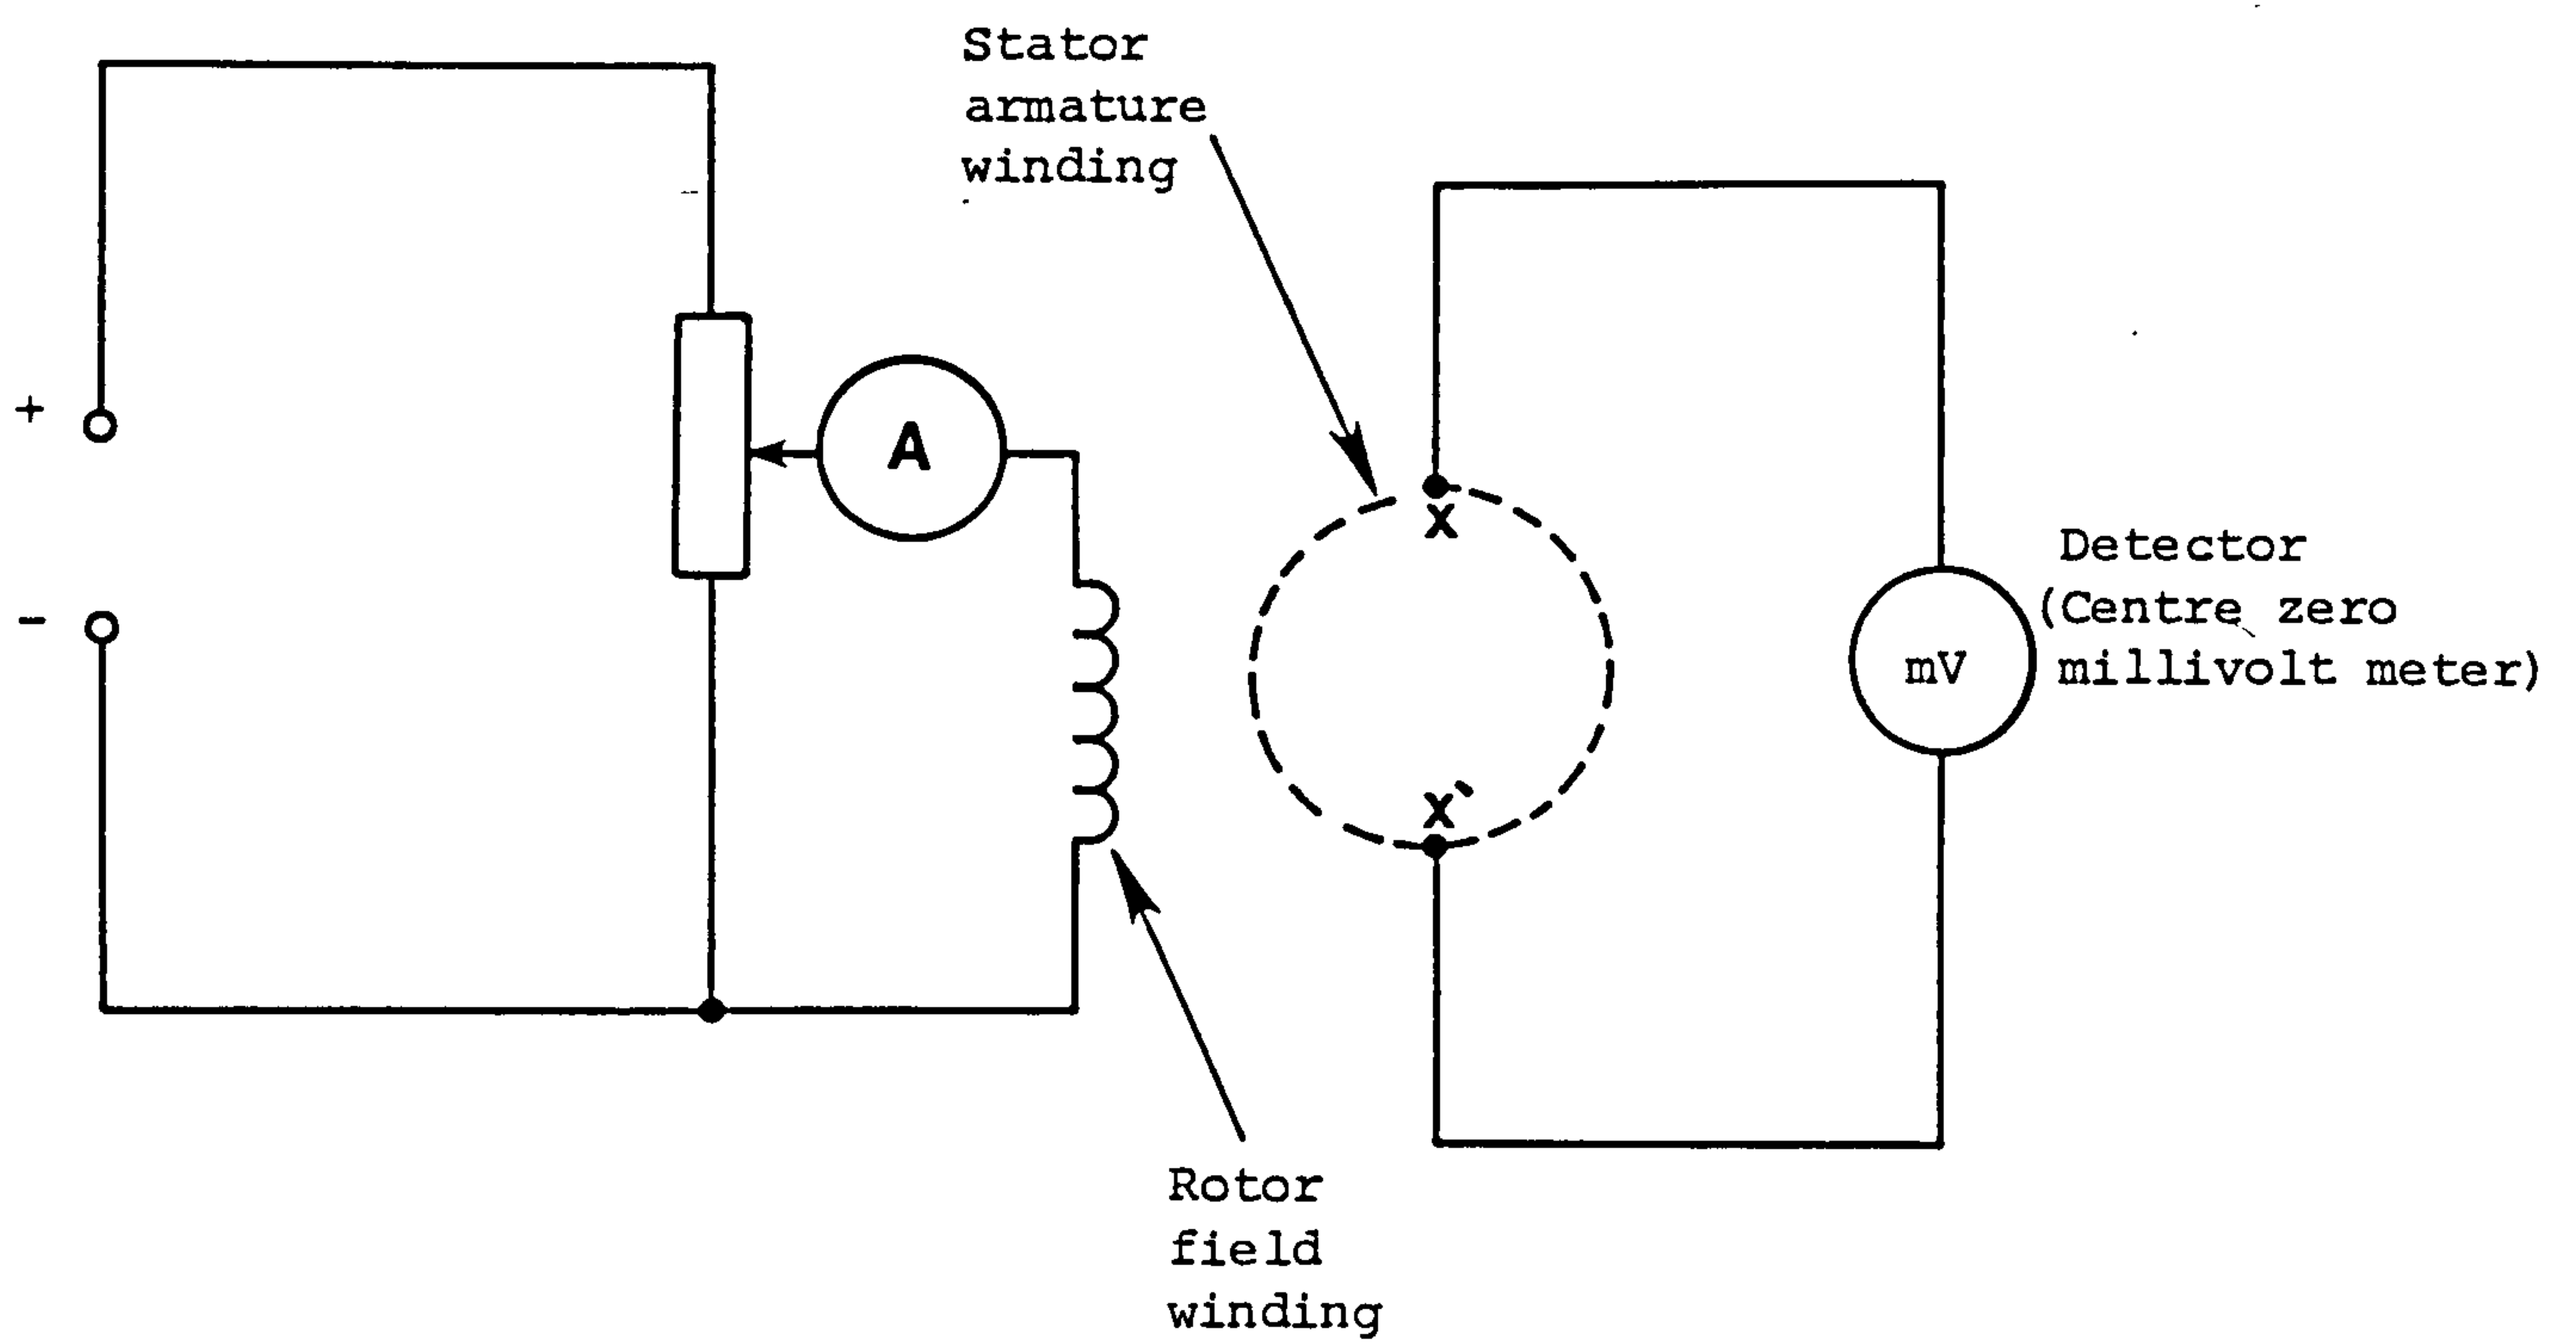 Stator
armature
winding
+
-
A
X
X`
Detector
(Centre zero
millivolt meter)
mV
Rotor
field
winding